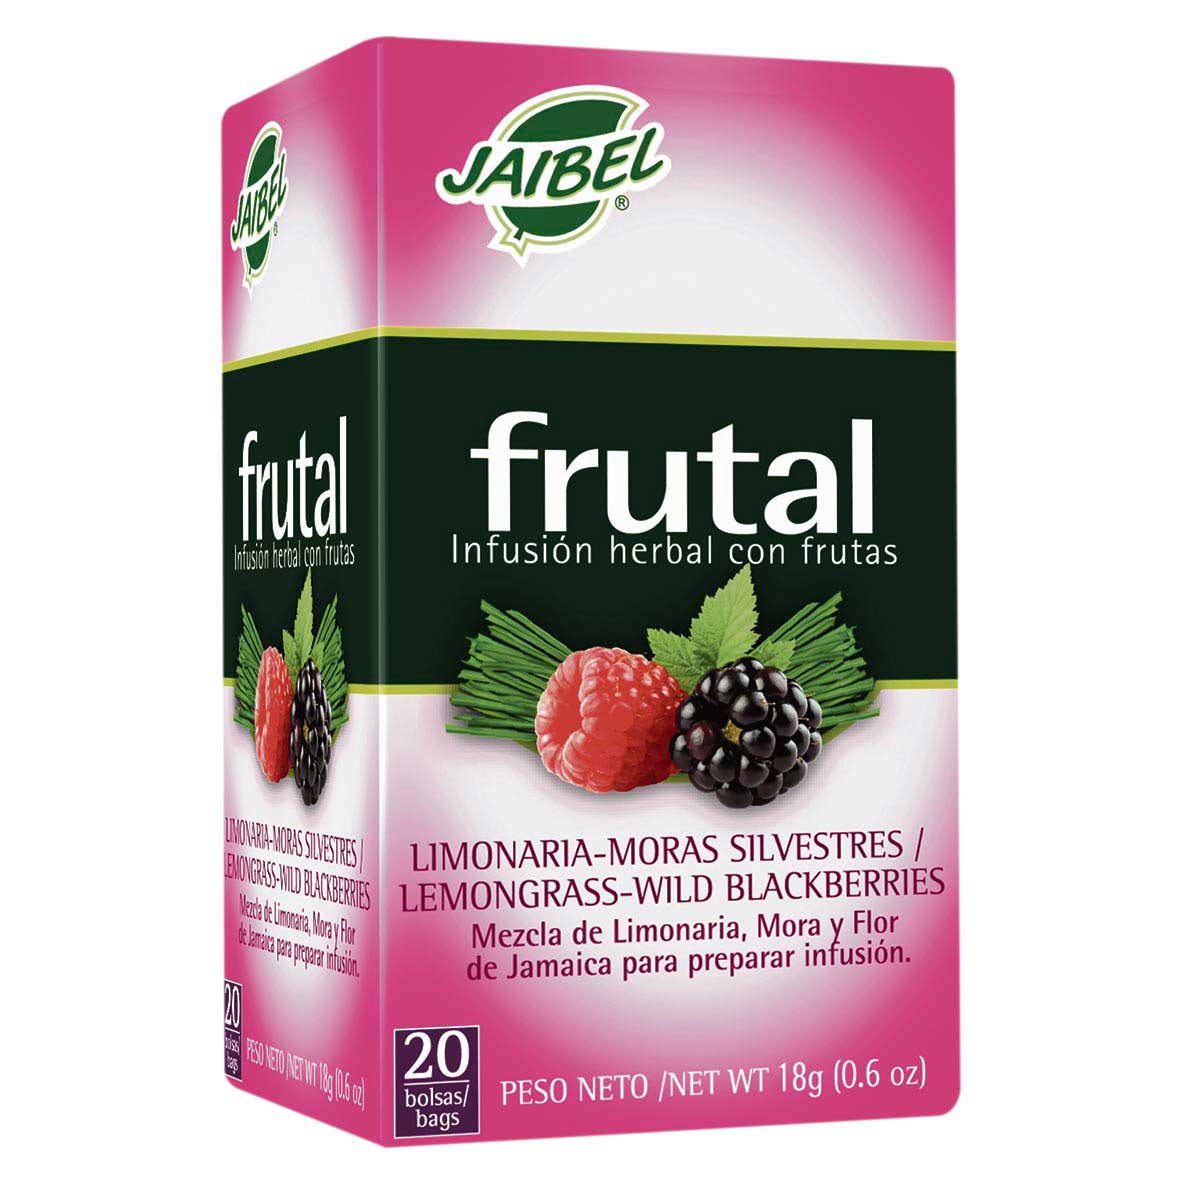 JAIBEL®
frutal
Infusión herbal con frutas
LIMONARIA-MORAS SILVESTRES /
LEMONGRASS-WILD BLACKBERRIES
Mezcla de Limonaria, Mora y Flor
de Jamaica para preparar infusión.
20
bolsas/
bags
PESO NETO /NET WT 18g (0.6 oz)
JAIBEL®
frutal
Infusión herbal con frutas
LIMONARIA-MORAS SILVESTRES /
LEMONGRASS-WILD BLACKBERRIES
Mezcla de Limonaria, Mora y Flor
de Jamaica para preparar infusión.
20
bolsas/
bags
PESO NETO /NET WT 18g (0.6 oz)